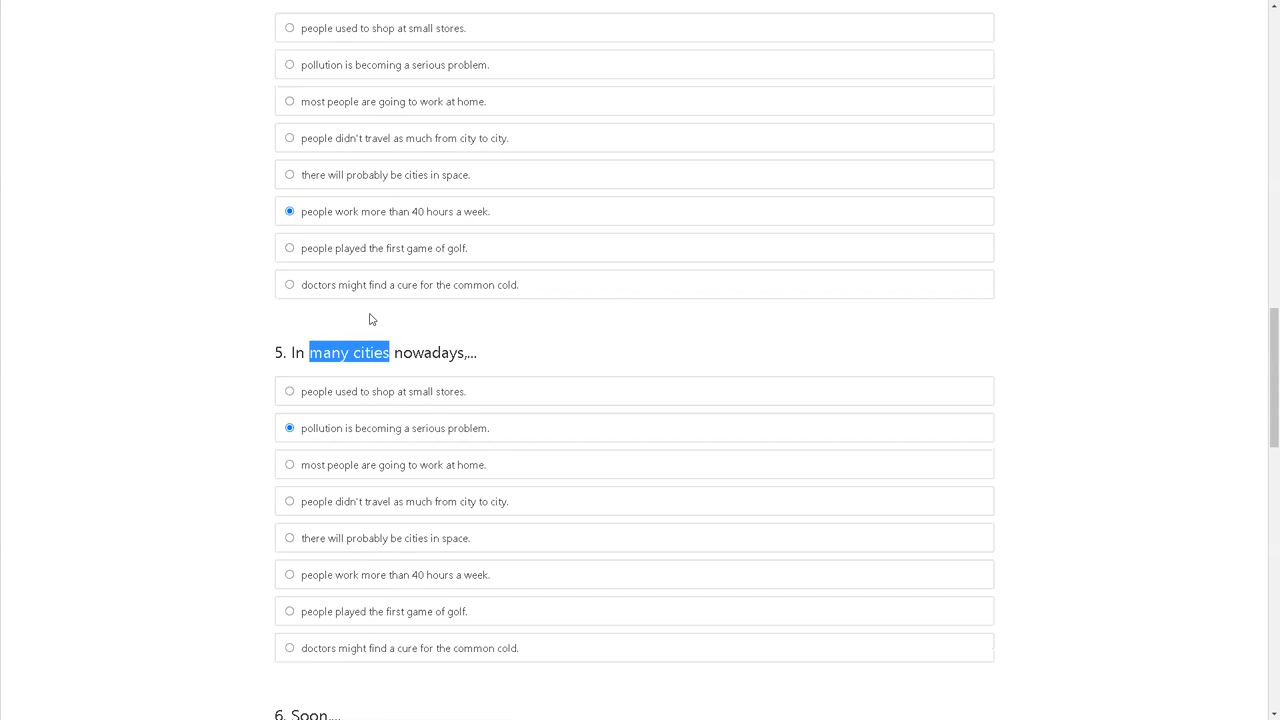 people used to shop at small stores.
pollution is becoming a serious problem.
most people are going to work at home.
people didn't travel as much from city to city.
there will probably be cities in space.
people work more than 40 hours a week.
people played the first game of golf.
doctors might find a cure for the common cold.
5. In many cities nowadays,...
people used to shop at small stores.
pollution is becoming a serious problem.
most people are going to work at home.
people didn't travel as much from city to city.
there will probably be cities in space.
people work more than 40 hours a week.
people played the first game of golf.
doctors might find a cure for the common cold.
6. Soon,...